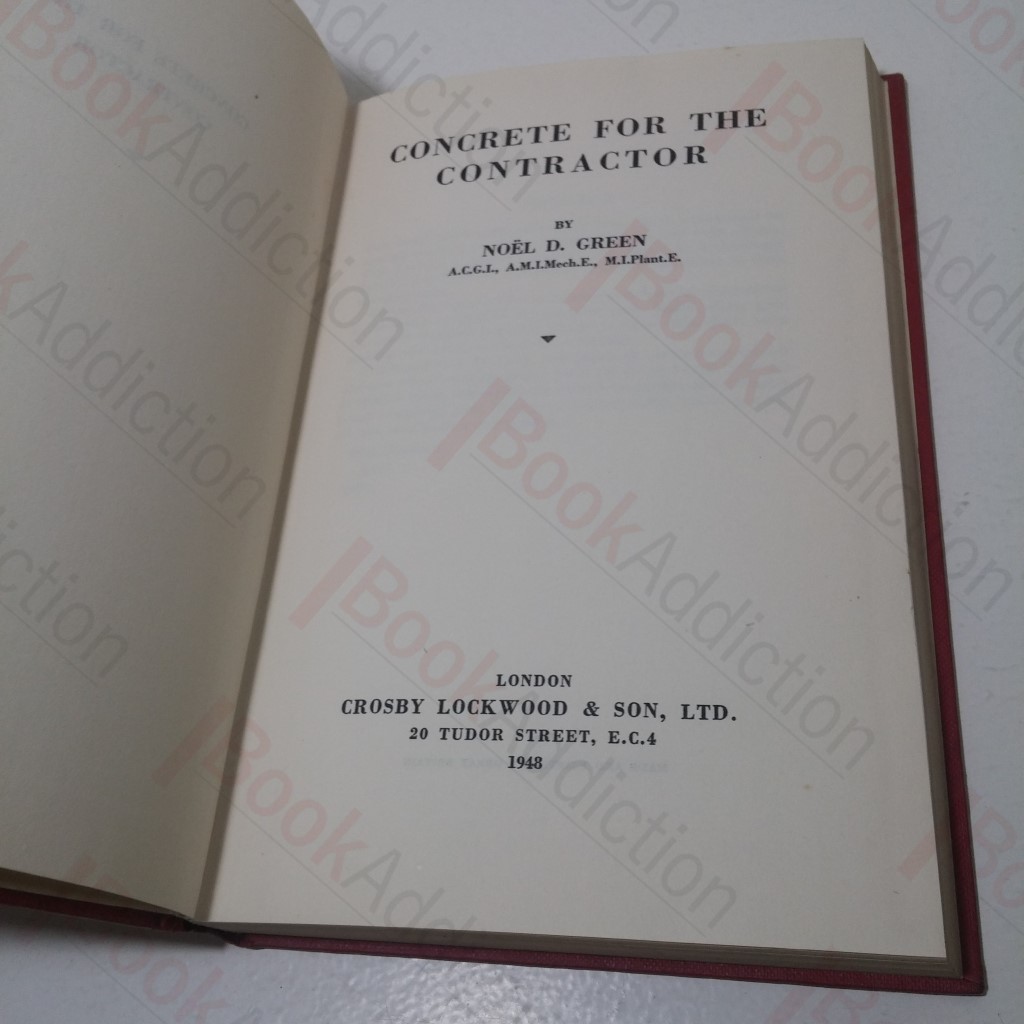 CONCRETE FOR THE
CONTRACTOR
BY
NOËL D. GREEN
A.C.G.I., A.M.I.Mech.E., M.I.Plant.E.
LONDON
CROSBY LOCKWOOD & SON, LTD.
20 TUDOR STREET, E.C.4
1948
BookAddiction